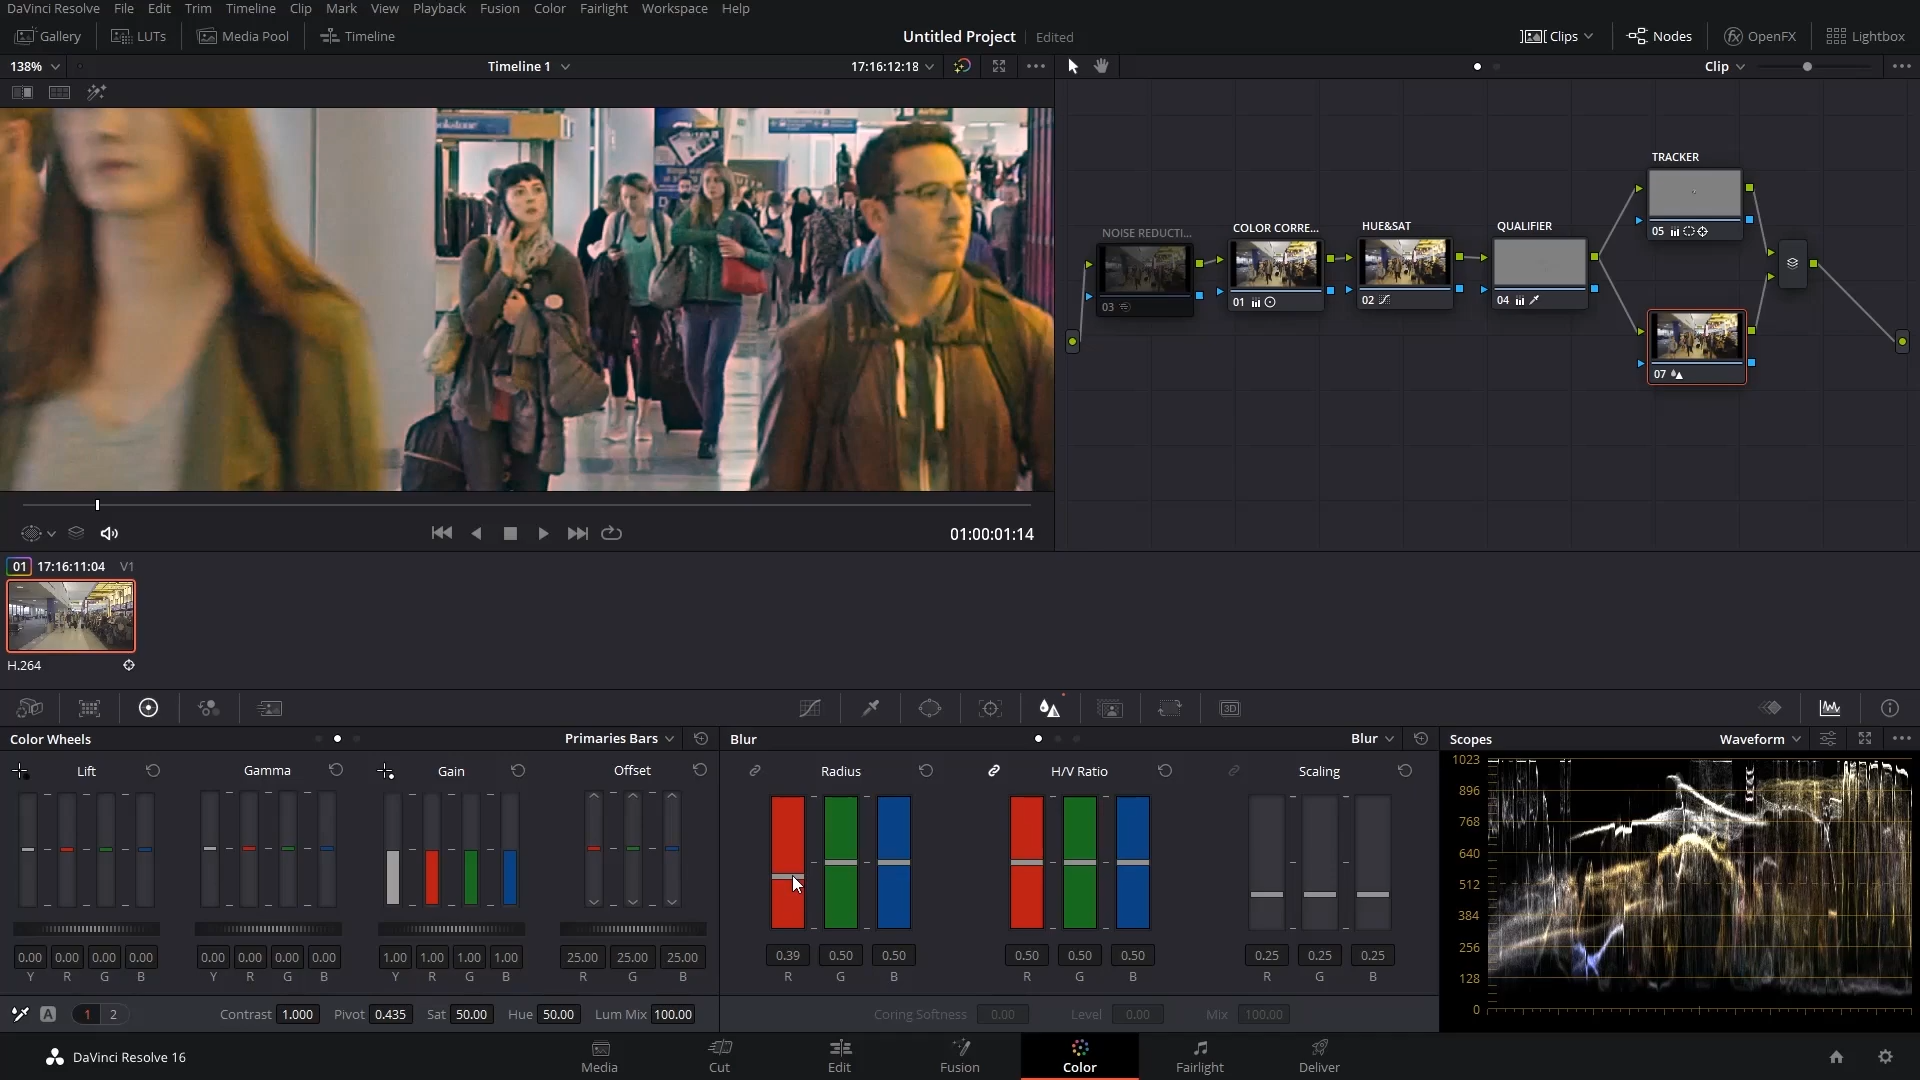 DaVinci Resolve File Edit Trim Timeline Clip Mark View Playback Fusion Color Fairlight Workspace Help
Gallery LUTs Media Pool Timeline Untitled Project Edited Clips Nodes OpenFX Lightbox
138% Timeline 1 17:16:12:18 Clip
UNITED
TRACKER
05
NOISE REDUCTI... COLOR CORRE... HUE&SAT QUALIFIER
03 01 02 04
07
01:00:01:14
01 17:16:11:04 V1
H.264
3D
Color Wheels Primaries Bars Blur Blur Scopes Waveform
Lift Gamma Gain Offset Radius H/V Ratio Scaling
1023
896
768
640
512
384
256
128
0
0.00 0.00 0.00 0.00 0.00 0.00 0.00 0.00 1.00 1.00 1.00 1.00 25.00 25.00 25.00 0.39 0.50 0.50 0.50 0.50 0.50 0.25 0.25 0.25
Y R G B Y R G B Y R G B R G B R G B R G B R G B
A 1 2 Contrast 1.000 Pivot 0.435 Sat 50.00 Hue 50.00 Lum Mix 100.00 Coring Softness 0.00 Level 0.00 Mix 100.00
DaVinci Resolve 16 Media Cut Edit Fusion Color Fairlight Deliver